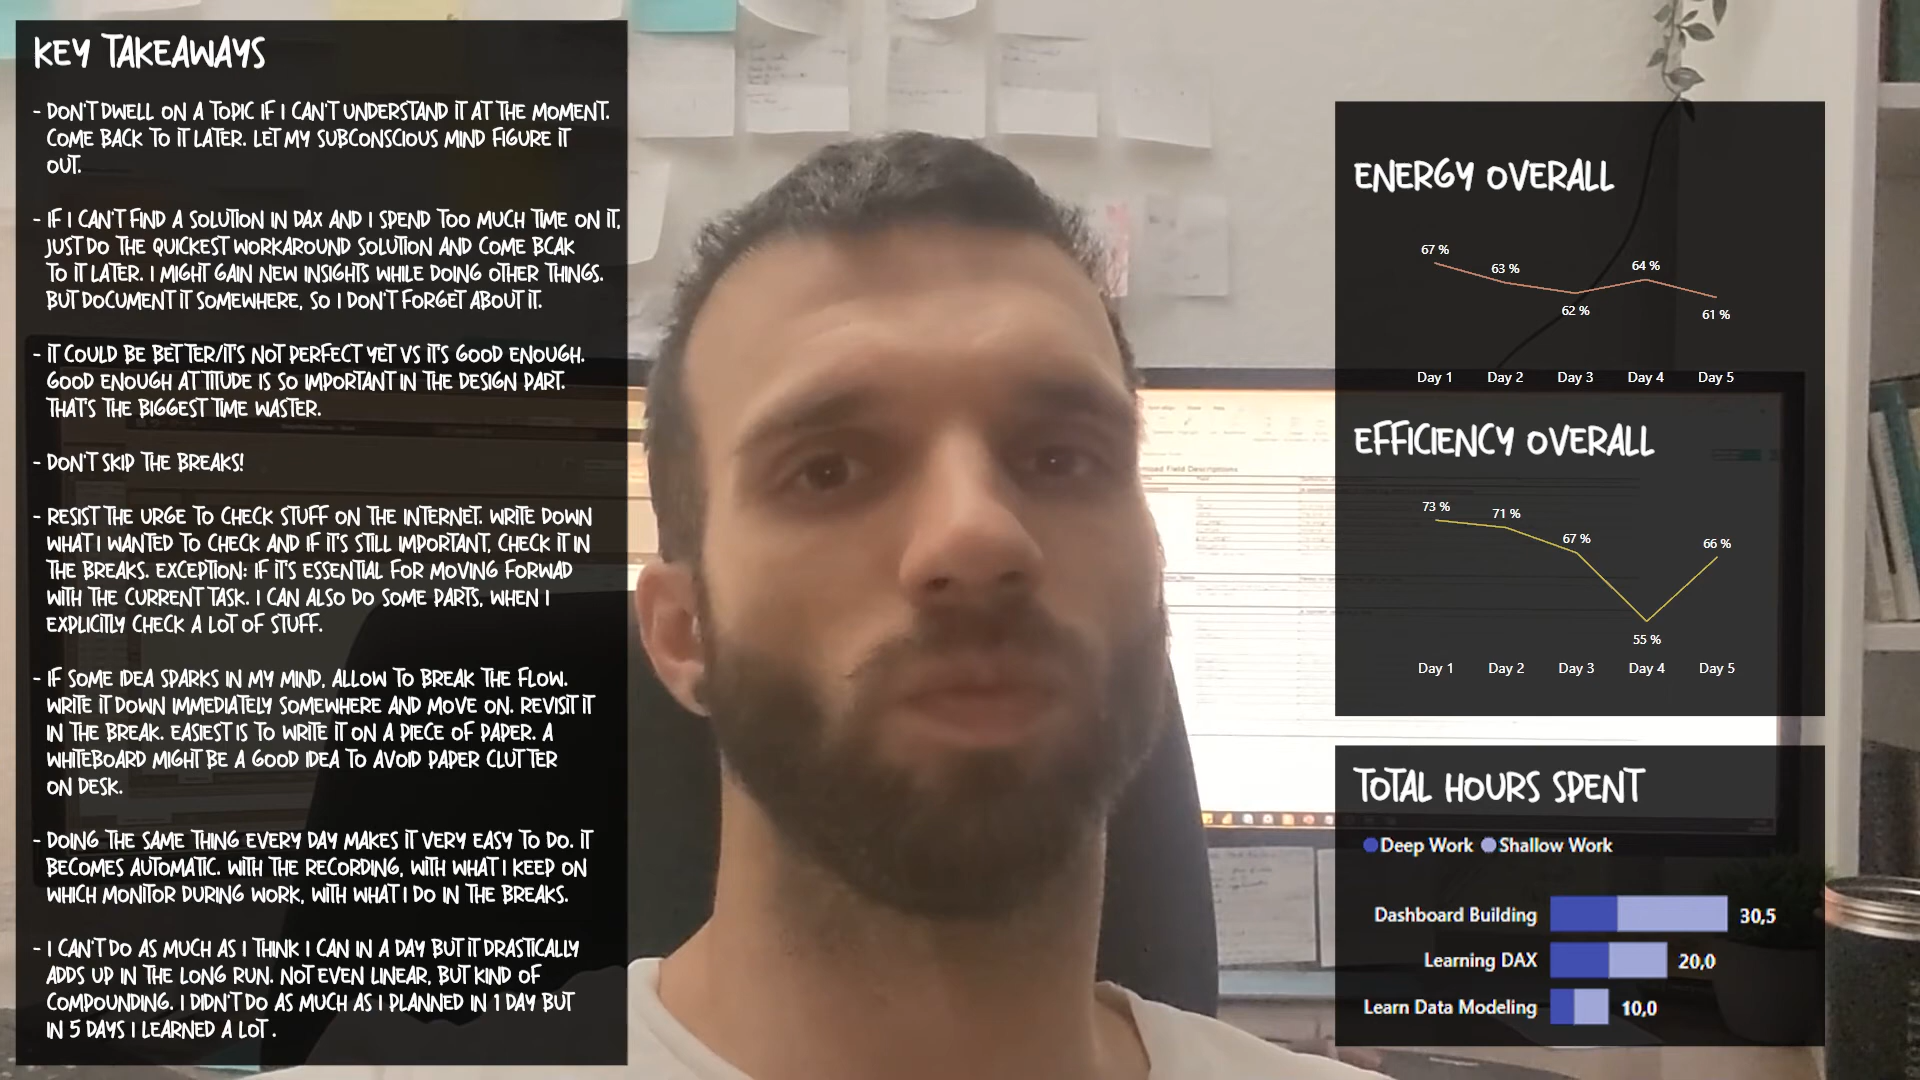 KEY TAKEAWAYS
- DON'T DWELL ON A TOPIC IF I CAN'T UNDERSTAND IT AT THE MOMENT.
COME BACK TO IT LATER. LET MY SUBCONSCIOUS MIND FIGURE IT
OUT.
- IF I CAN'T FIND A SOLUTION IN DAX AND I SPEND TOO MUCH TIME ON IT,
JUST DO THE QUICKEST WORKAROUND SOLUTION AND COME BCAK
TO IT LATER. I MIGHT GAIN NEW INSIGHTS WHILE DOING OTHER THINGS.
BUT DOCUMENT IT SOMEWHERE, SO I DON'T FORGET ABOUT IT.
- IT COULD BE BETTER/IT'S NOT PERFECT YET VS IT'S GOOD ENOUGH.
GOOD ENOUGH ATTITUDE IS SO IMPORTANT IN THE DESIGN PART.
THAT'S THE BIGGEST TIME WASTER.
- DON'T SKIP THE BREAKS!
- RESIST THE URGE TO CHECK STUFF ON THE INTERNET. WRITE DOWN
WHAT I WANTED TO CHECK AND IF IT'S STILL IMPORTANT, CHECK IT IN
THE BREAKS. EXCEPTION: IF IT'S ESSENTIAL FOR MOVING FORWAD
WITH THE CURRENT TASK. I CAN ALSO DO SOME PARTS, WHEN I
EXPLICITLY CHECK A LOT OF STUFF.
- IF SOME IDEA SPARKS IN MY MIND, ALLOW TO BREAK THE FLOW.
WRITE IT DOWN IMMEDIATELY SOMEWHERE AND MOVE ON. REVISIT IT
IN THE BREAK. EASIEST IS TO WRITE IT ON A PIECE OF PAPER. A
WHITEBOARD MIGHT BE A GOOD IDEA TO AVOID PAPER CLUTTER
ON DESK.
- DOING THE SAME THING EVERY DAY MAKES IT VERY EASY TO DO. IT
BECOMES AUTOMATIC. WITH THE RECORDING, WITH WHAT I KEEP ON
WHICH MONITOR DURING WORK, WITH WHAT I DO IN THE BREAKS.
- I CAN'T DO AS MUCH AS I THINK I CAN IN A DAY BUT IT DRASTICALLY
ADDS UP IN THE LONG RUN. NOT EVEN LINEAR, BUT KIND OF
COMPOUNDING. I DIDN'T DO AS MUCH AS I PLANNED IN 1 DAY BUT
IN 5 DAYS I LEARNED A LOT.
ENERGY OVERALL
67 %
63 %
62 %
64 %
61 %
Day 1 Day 2 Day 3 Day 4 Day 5
EFFICIENCY OVERALL
73 %
71 %
67 %
55 %
66 %
Day 1 Day 2 Day 3 Day 4 Day 5
TOTAL HOURS SPENT
Deep Work Shallow Work
Dashboard Building 30,5
Learning DAX 20,0
Learn Data Modeling 10,0
Field Descriptions